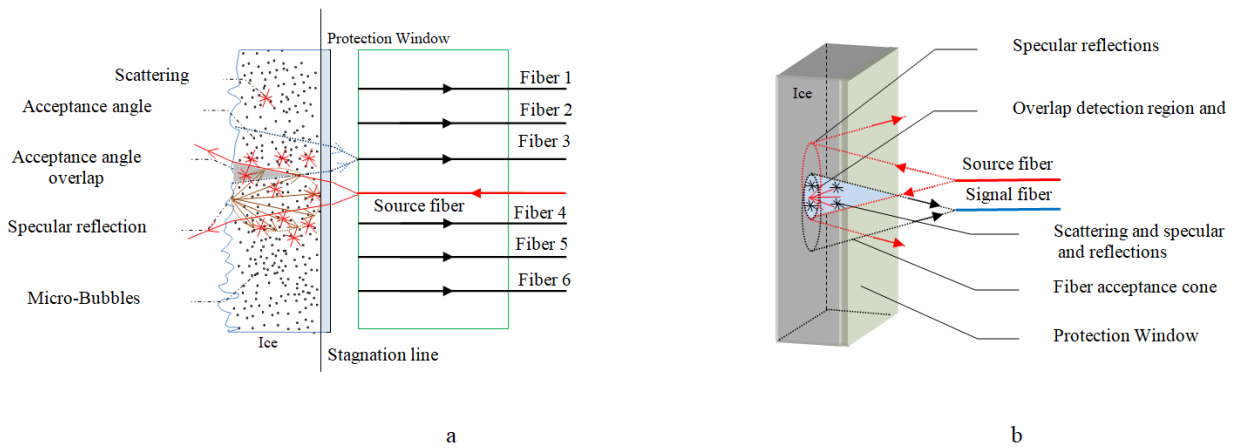 Protection Window
Scattering
Acceptance angle
Acceptance angle
overlap
Specular reflection
Micro-Bubbles
Ice
Stagnation line
Fiber 1
Fiber 2
Fiber 3
Source fiber
Fiber 4
Fiber 5
Fiber 6
a
Ice
Specular reflections
Overlap detection region and
Source fiber
Signal fiber
Scattering and specular
and reflections
Fiber acceptance cone
Protection Window
b